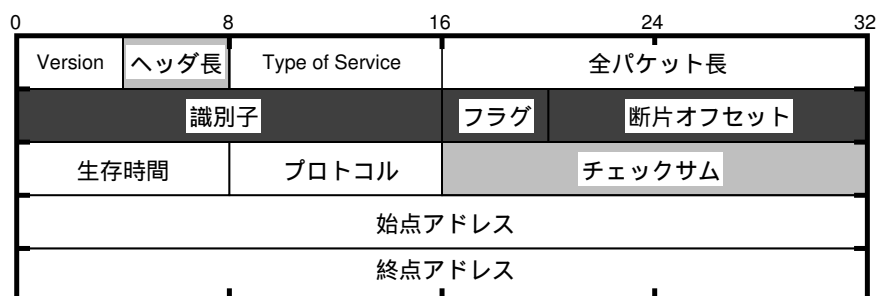 0 8 16 24 32
Version ヘッダ長 Type of Service 全パケット長
識別子 フラグ 断片オフセット
生存時間 プロトコル チェックサム
始点アドレス
終点アドレス